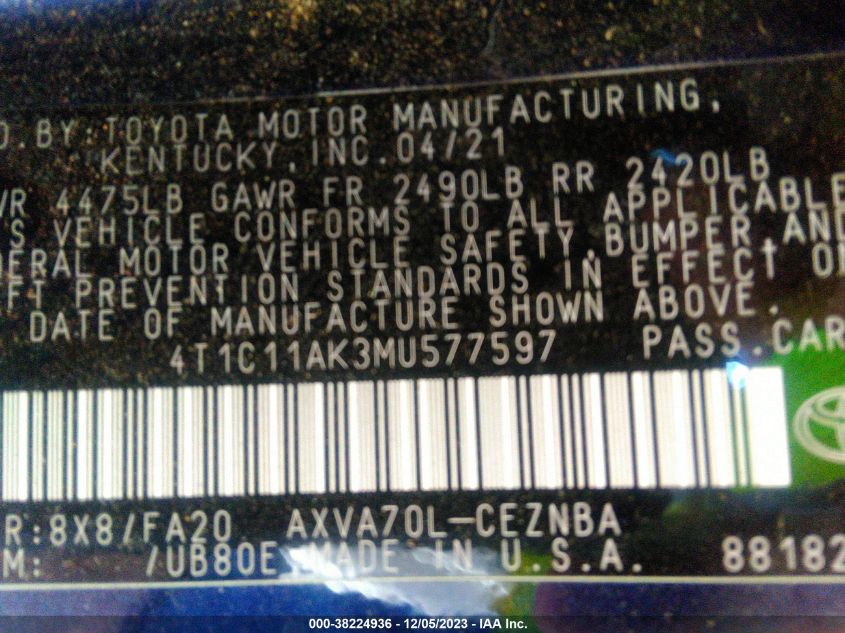 D.BY:TOYOTA MOTOR MANUFACTURING,
KENTUCKY, INC. 04/21
VR 4475LB GAWR FR 2490LB RR 2420LB
S VEHICLE CONFORMS TO ALL APPLICABLE
DERAL MOTOR VEHICLE SAFETY,BUMPER,AND
FT PREVENTION STANDARDS IN EFFECT ON
DATE OF MANUFACTURE SHOWN ABOVE.
4T1C11AK3MU577597 PASS.CAR
R:8X8/FA20 AXVA70L-CEZNBA
M: /UB80E MADE IN U.S.A. 88182
000-38224936 - 12/05/2023 - IAA Inc.